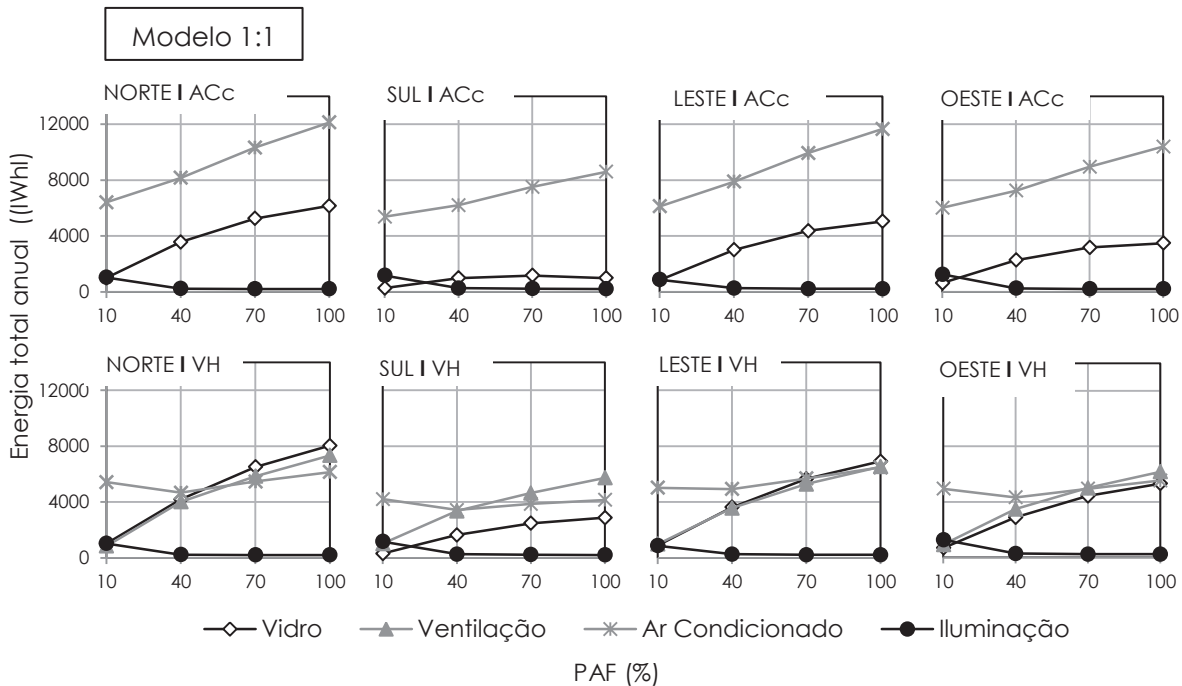 Modelo 1:1
NORTE I ACc
SUL I ACc
LESTE I ACc
OESTE I ACc
Energia total anual ((IWhl)
12000
8000
4000
0
10 40 70 100
10 40 70 100
10 40 70 100
10 40 70 100
NORTE I VH
SUL I VH
LESTE I VH
OESTE I VH
12000
8000
4000
0
10 40 70 100
10 40 70 100
10 40 70 100
10 40 70 100
Vidro Ventilação Ar Condicionado Iluminação
PAF (%)